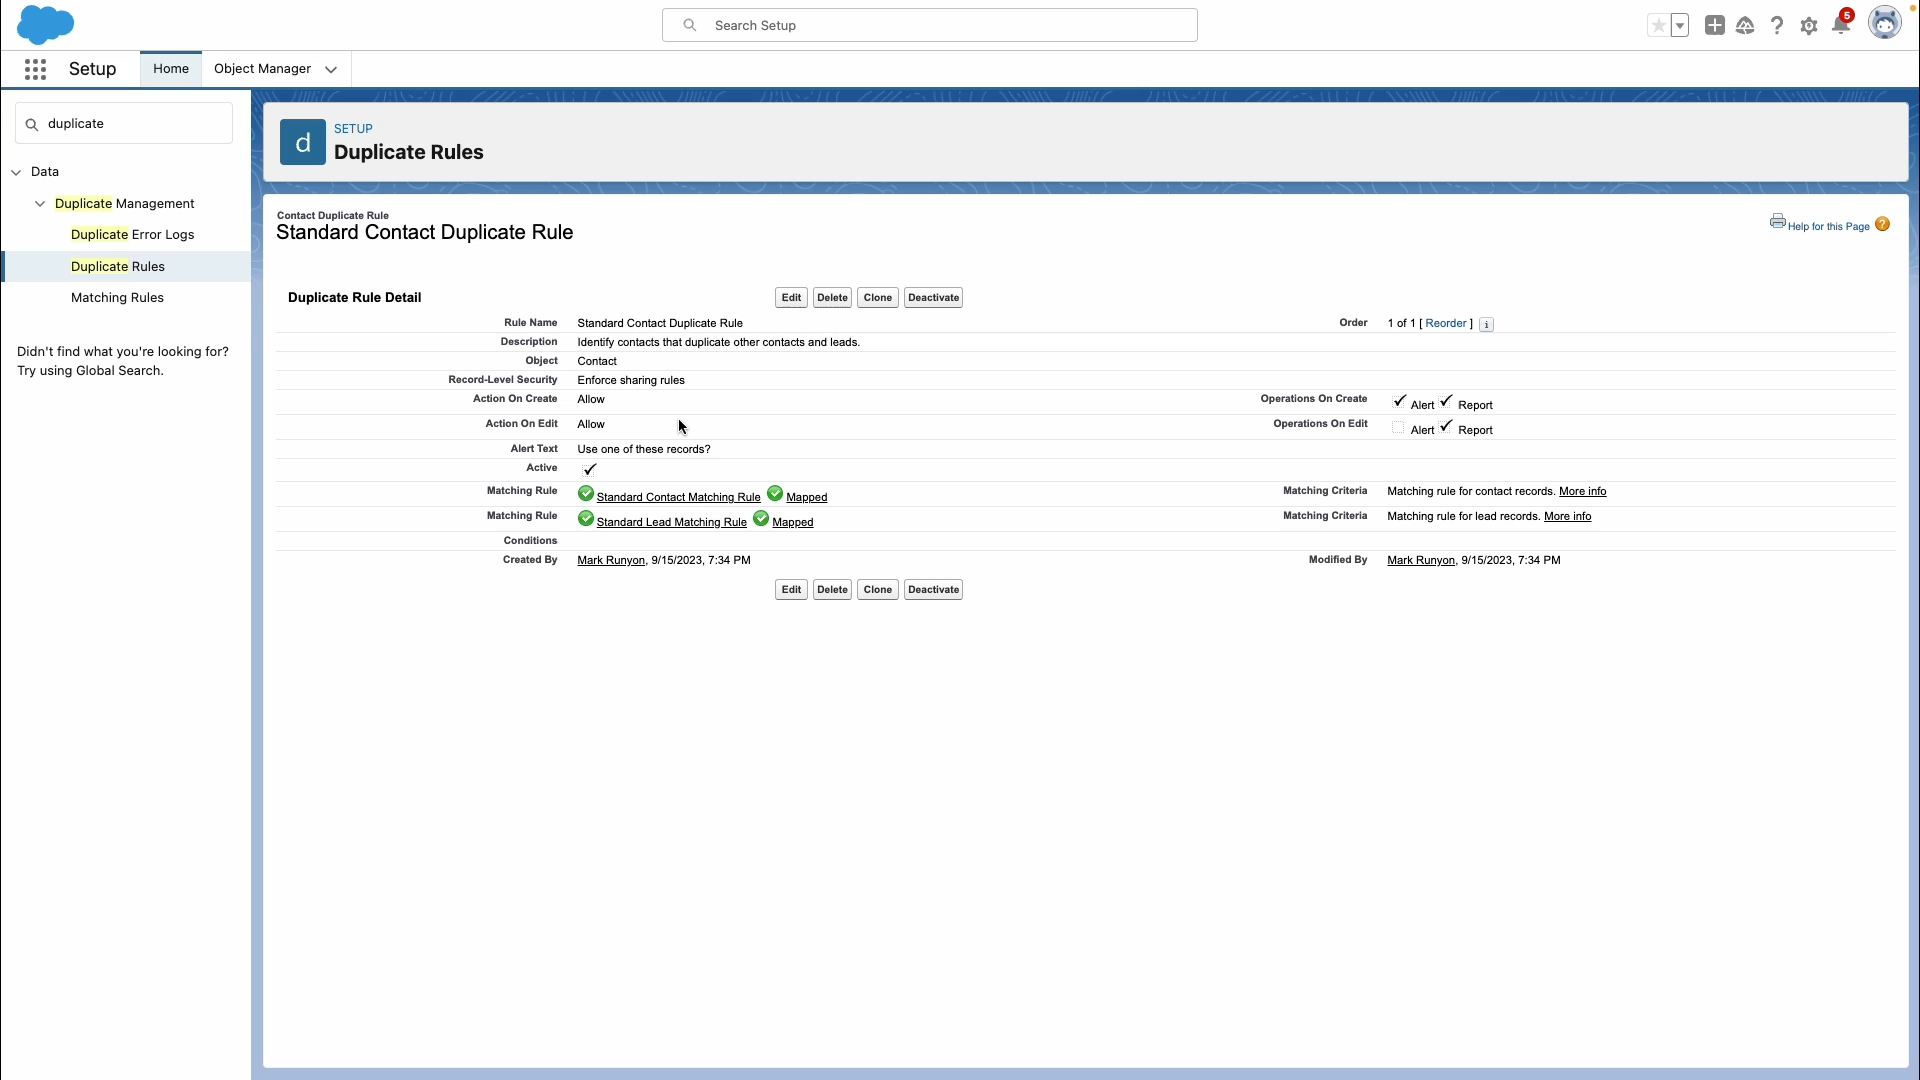 Search Setup
5
Setup
Home
Object Manager
duplicate
Data
Duplicate Management
Duplicate Error Logs
Duplicate Rules
Matching Rules
Didn't find what you're looking for?
Try using Global Search.
d
SETUP
Duplicate Rules
Contact Duplicate Rule
Standard Contact Duplicate Rule
Help for this Page ?
Duplicate Rule Detail Edit Delete Clone Deactivate
Rule Name Standard Contact Duplicate Rule Order 1 of 1 [ Reorder ] i
Description Identify contacts that duplicate other contacts and leads.
Object Contact
Record-Level Security Enforce sharing rules
Action On Create Allow Operations On Create Alert Report
Action On Edit Allow Operations On Edit Alert Report
Alert Text Use one of these records?
Active
Matching Rule Standard Contact Matching Rule Mapped Matching Criteria Matching rule for contact records. More info
Matching Rule Standard Lead Matching Rule Mapped Matching Criteria Matching rule for lead records. More info
Conditions
Created By Mark Runyon, 9/15/2023, 7:34 PM Modified By Mark Runyon, 9/15/2023, 7:34 PM
Edit Delete Clone Deactivate